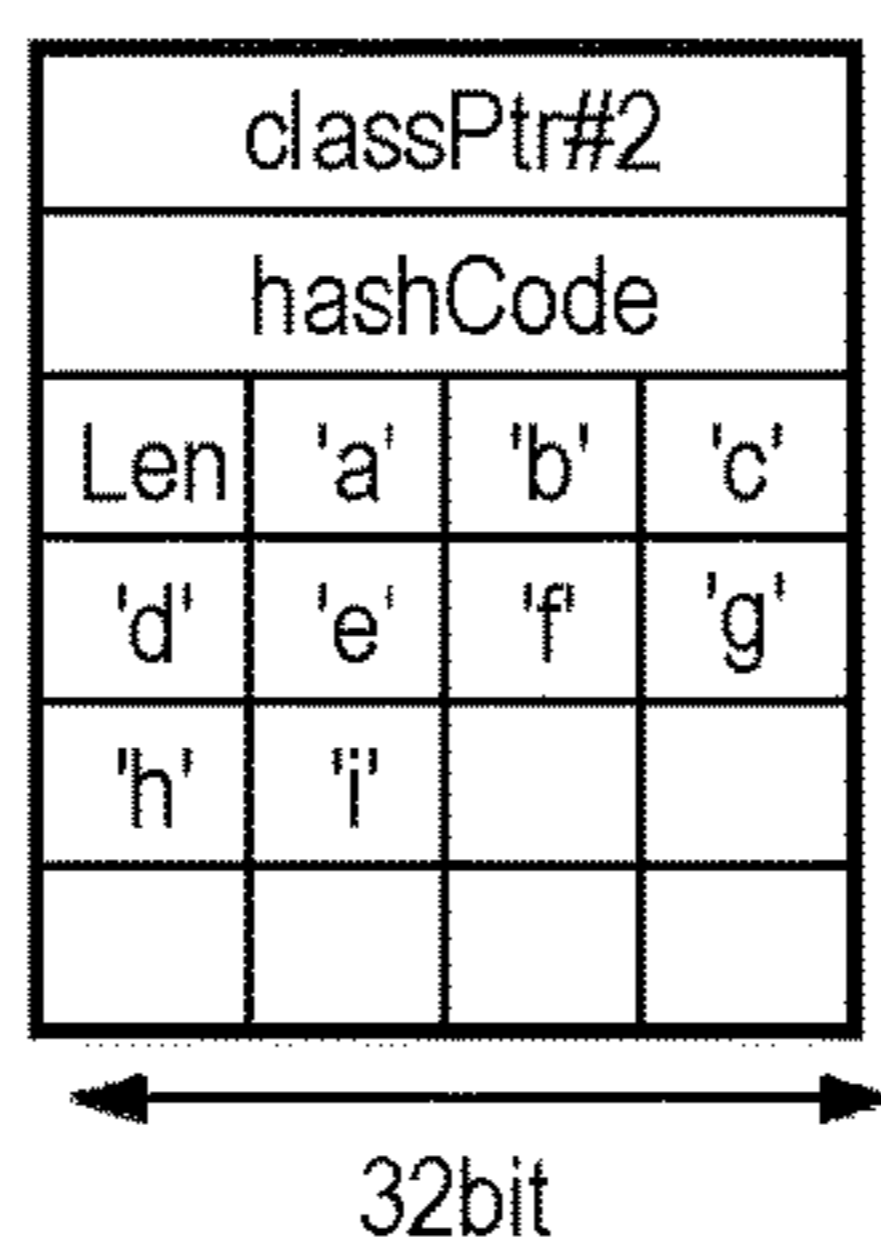 classPtr#2
hashCode
Len 'a' 'b' 'c'
'd' 'e' 'f' 'g'
'h' 'i'
32bit